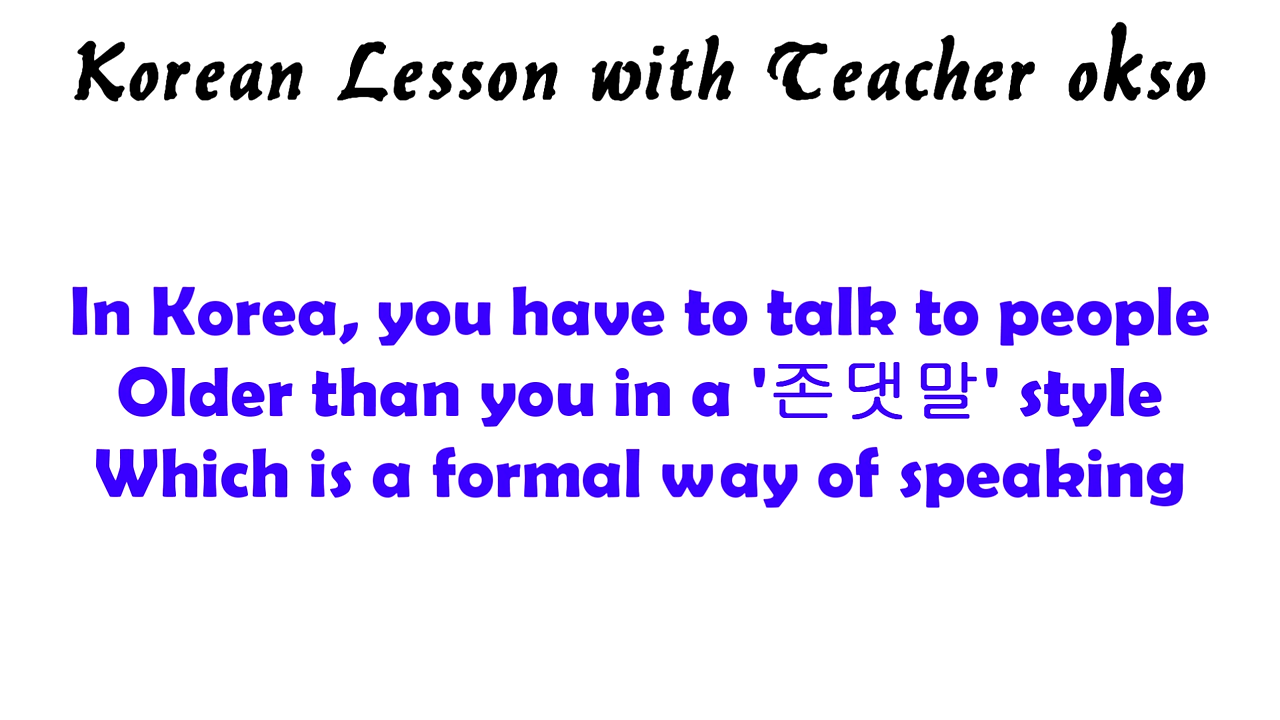 Korean Lesson with Teacher okso
In Korea, you have to talk to people
Older than you in a '존댓말' style
Which is a formal way of speaking